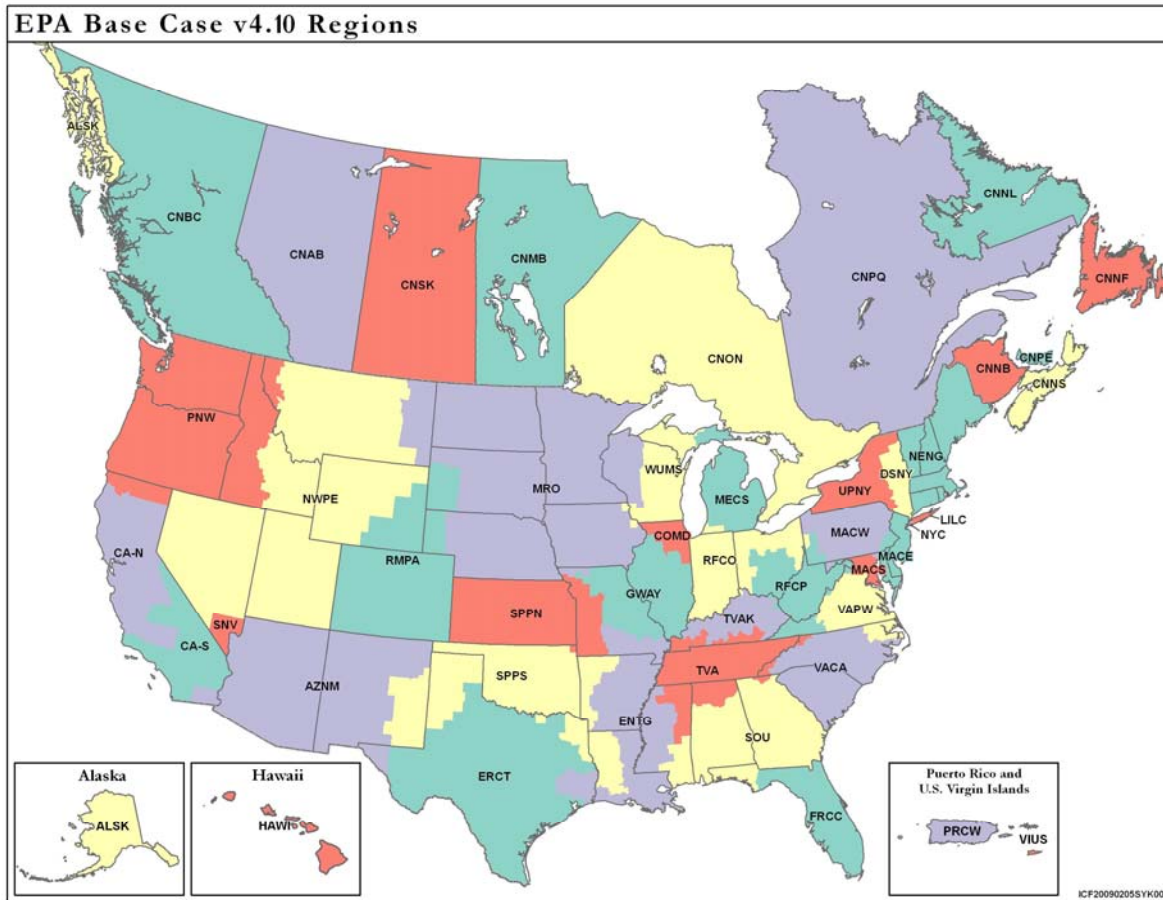 EPA Base Case v4.10 Regions
ALSK
CNBC
CNAB
CNSK
CNMB
CNON
CNPQ
CNNL
CNNF
CNPE
CNNB
CNNS
PNW
NWPE
MRO
WUMS
MECS
UPNY
DSNY
NENG
LILC
NYC
CA-N
RMPA
COMD
RFCO
MACW
MACE
MACS
GWAY
RFCP
VAPW
SNV
CA-S
SPPN
TVAK
AZNM
SPPS
TVA
VACA
ENTG
SOU
ERCT
FRCC
Alaska
ALSK
Hawaii
HAWI
Puerto Rico and
U.S. Virgin Islands
PRCW
VIUS
ICF20090205SYK00